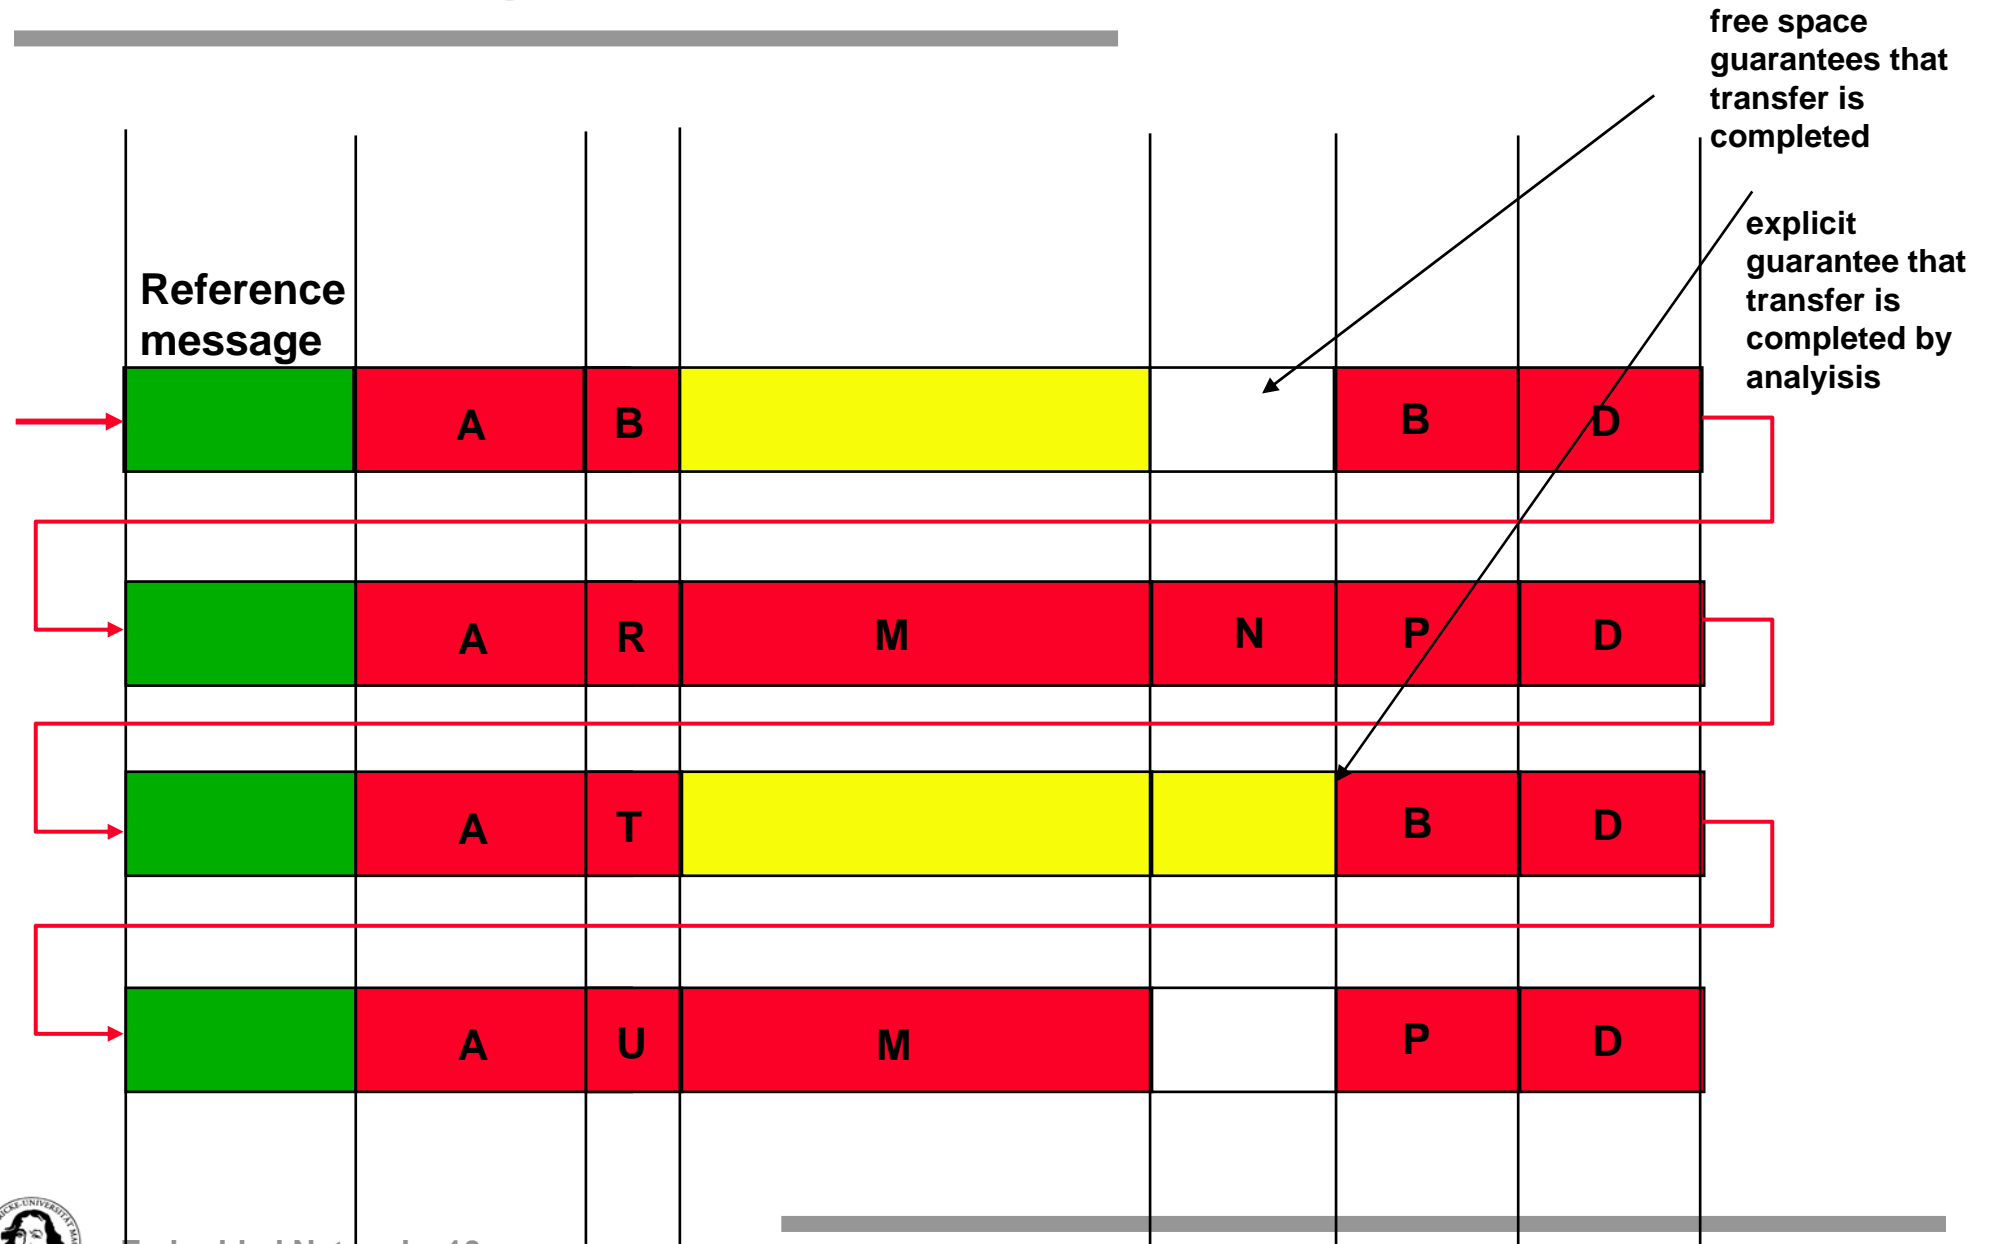 free space
guarantees that
transfer is
completed
explicit
guarantee that
transfer is
completed by
analyisis
Reference
message
A B B D
A R M N P D
A T B D
A U M P D